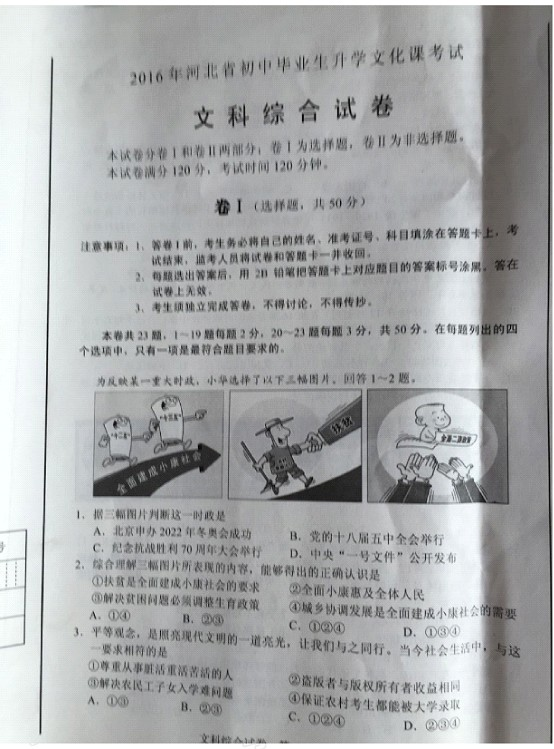 2016年河北省初中毕业生升学文化课考试
文科综合试卷
本试卷分卷Ⅰ和卷Ⅱ两部分；卷Ⅰ为选择题，卷Ⅱ为非选择题。
本试卷满分120分，考试时间120分钟。
卷Ⅰ（选择题，共50分）
注意事项：1、答卷Ⅰ前，考生务必将自己的姓名、准考证号、科目填涂在答题卡上，考
试结束，监考人员将试卷和答题卡一并收回。
2、每题选出答案后，用2B铅笔把答题卡上对应题目的答案标号涂黑。答在
试卷上无效。
3、考生须独立完成答卷，不得讨论，不得传抄。
本卷共23题，1～19题每题2分，20～23题每题3分，共50分。在每题列出的四
个选项中，只有一项是最符合题目要求的。
为反映某一重大时政，小华选择了以下三幅图片。回答1～2题。
"十二五"
"十三五"
全面建成小康社会
扶贫
全面二孩政策
1．据三幅图片判断这一时政是
A．北京申办2022年冬奥会成功 B．党的十八届五中全会举行
C．纪念抗战胜利70周年大会举行 D．中央"一号文件"公开发布
2．综合理解三幅图片所表现的内容，能够得出的正确认识是
①扶贫是全面建成小康社会的要求 ②全面小康惠及全体人民
③解决贫困问题必须调整生育政策 ④城乡协调发展是全面建成小康社会的需要
A．①④ B．②③ C．①②④ D．①③④
3．平等观念，是照亮现代文明的一道亮光，让我们与之同行。当今社会生活中，与这
一要求相符的是
①尊重从事脏活重活苦活的人 ②盗版者与版权所有者收益相同
③解决农民工子女入学难问题 ④保证农村考生都能被大学录取
A．①③ B．②③ C．①②④ D．②③④
文科综合试卷 第
号